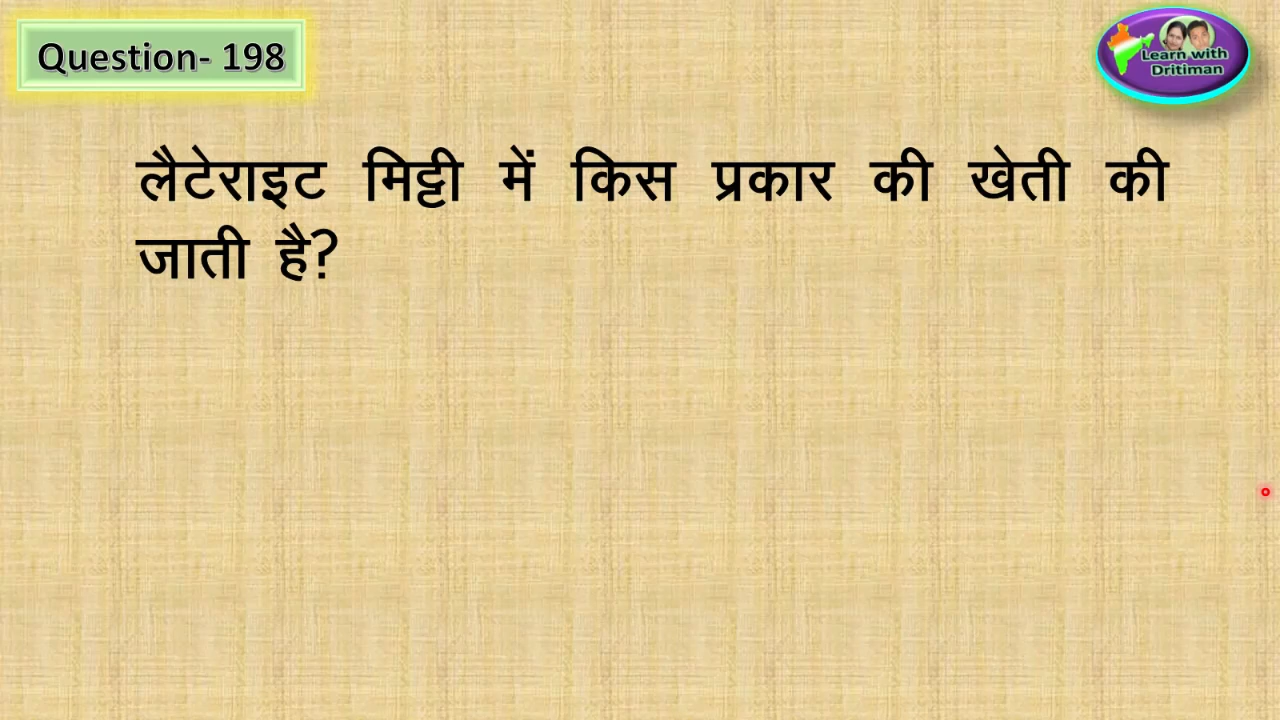 Question- 198
Learn with
Dritiman
लैटेराइट मिट्टी में किस प्रकार की खेती की
जाती है?